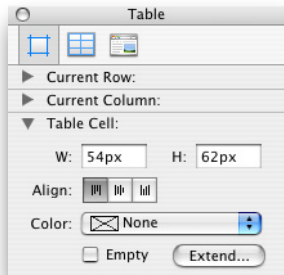 Table
Current Row:
Current Column:
Table Cell:
W: 54px H: 62px
Align:
Color: None
Empty Extend...